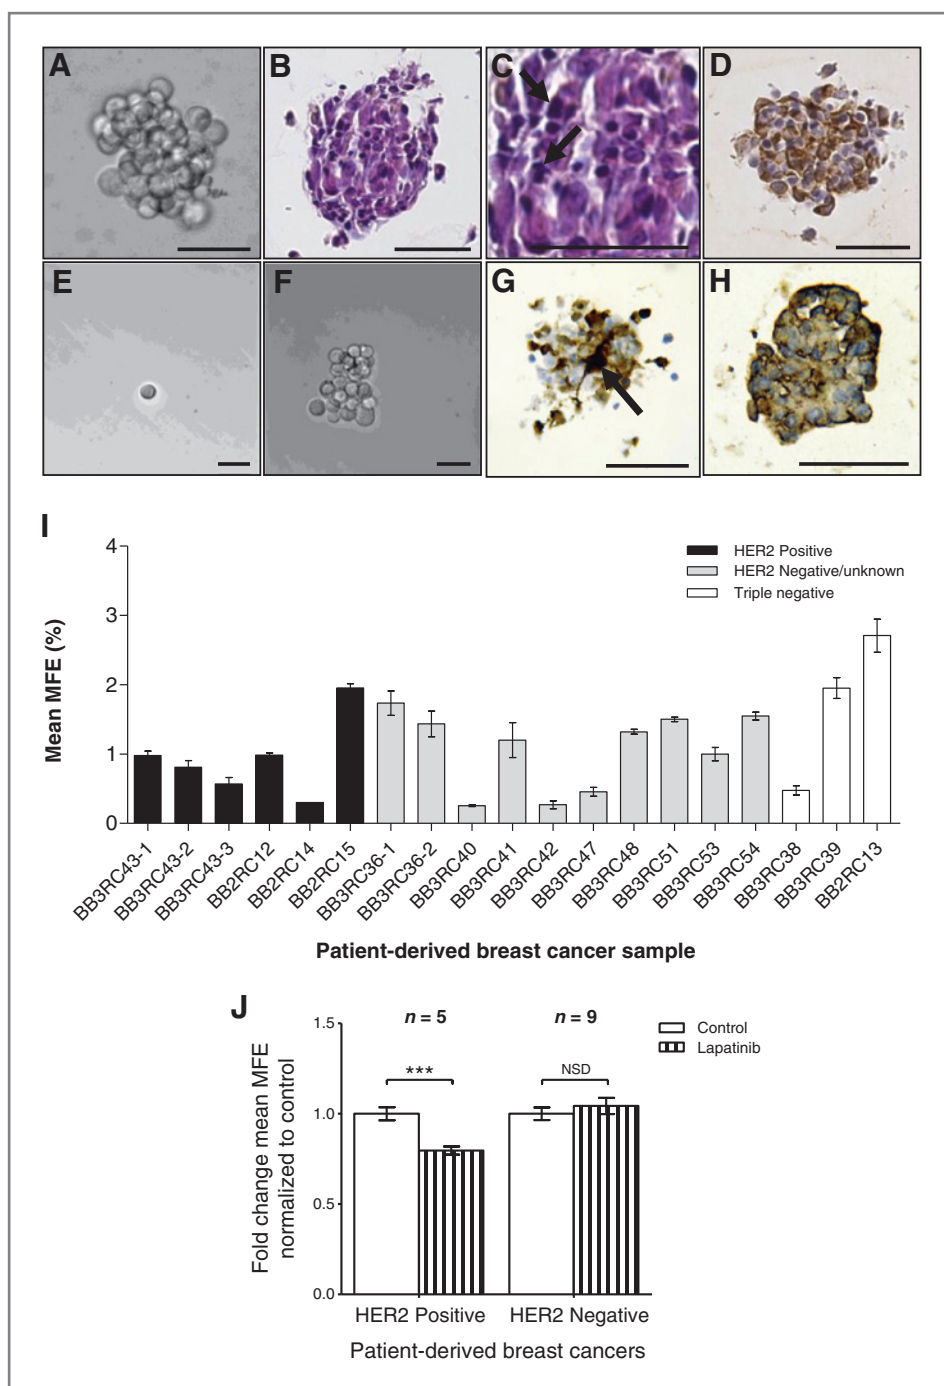 A
B
C
D
E
F
G
H
I
Mean MFE (%)
4
3
2
1
0
HER2 Positive
HER2 Negative/unknown
Triple negative
BB3RC43-1
BB3RC43-2
BB3RC43-3
BB2RC12
BB2RC14
BB2RC15
BB3RC36-1
BB3RC36-2
BB3RC40
BB3RC41
BB3RC42
BB3RC47
BB3RC48
BB3RC51
BB3RC53
BB3RC54
BB3RC38
BB3RC39
BB2RC13
Patient-derived breast cancer sample
J
Fold change mean MFE
normalized to control
1.5
1.0
0.5
0.0
n = 5
n = 9
Control
Lapatinib
***
NSD
HER2 Positive
HER2 Negative
Patient-derived breast cancers